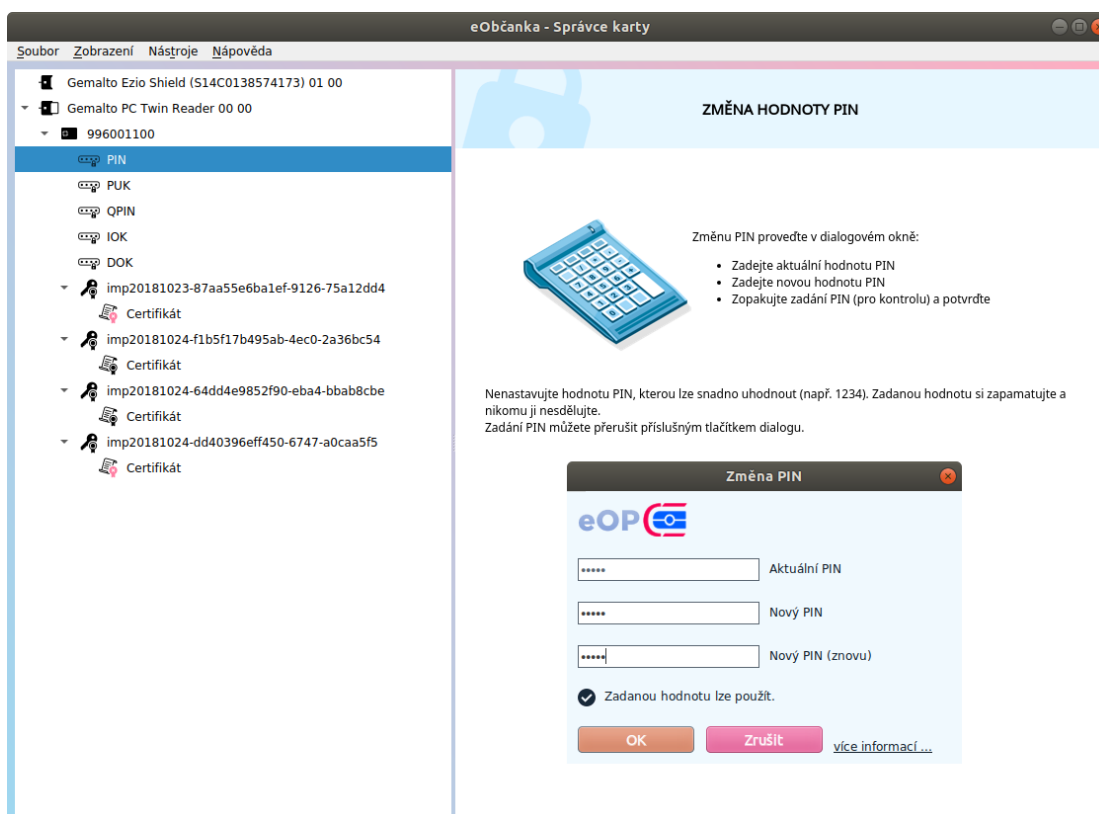 eObčanka - Správce karty
Soubor Zobrazení Nástroje Nápověda
Gemalto Ezio Shield (S14C0138574173) 01 00
Gemalto PC Twin Reader 00 00
996001100
PIN
PUK
QPIN
IOK
DOK
imp20181023-87aa55e6ba1ef-9126-75a12dd4
Certifikát
imp20181024-f1b5f17b495ab-4ec0-2a36bc54
Certifikát
imp20181024-64dd4e9852f90-eba4-bbab8cbe
Certifikát
imp20181024-dd40396eff450-6747-a0caa5f5
Certifikát
ZMĚNA HODNOTY PIN
Změnu PIN proveďte v dialogovém okně:
• Zadejte aktuální hodnotu PIN
• Zadejte novou hodnotu PIN
• Zopakujte zadání PIN (pro kontrolu) a potvrďte
Nenastavujte hodnotu PIN, kterou lze snadno uhodnout (např. 1234). Zadanou hodnotu si zapamatujte a
nikomu ji nesdělujte.
Zadání PIN můžete přerušit příslušným tlačítkem dialogu.
Změna PIN
eOP
••••• Aktuální PIN
••••• Nový PIN
••••• Nový PIN (znovu)
Zadanou hodnotu lze použít.
OK Zrušit více informací ...